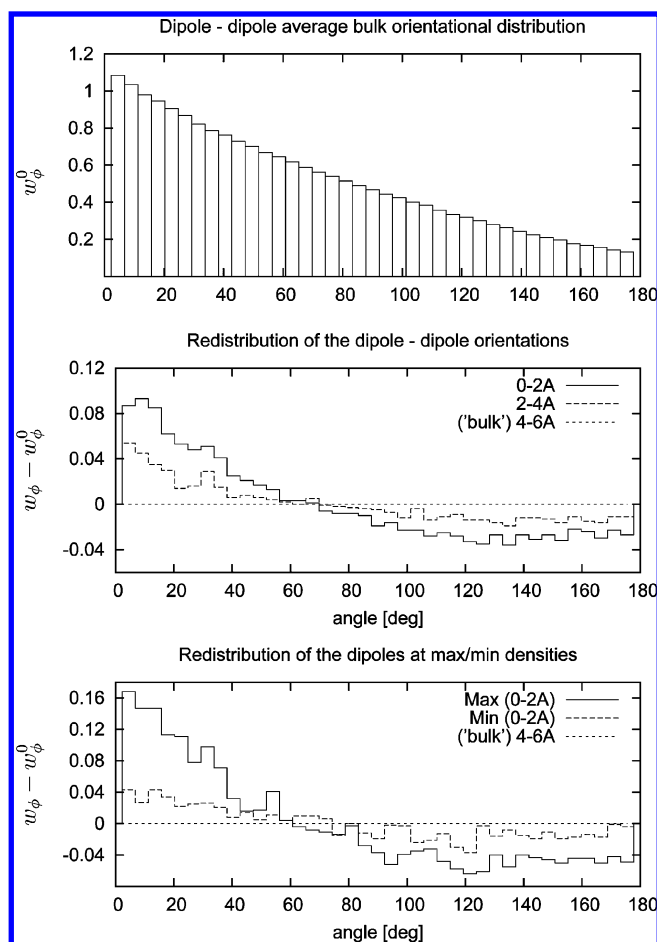 Dipole - dipole average bulk orientational distribution
1.2
1
0.8
0.6
0.4
0.2
w⁰ᵩ
0 20 40 60 80 100 120 140 160 180
Redistribution of the dipole - dipole orientations
0.12
0.08
0.04
0
-0.04
wᵩ − w⁰ᵩ
0-2A
2-4A
('bulk') 4-6A
0 20 40 60 80 100 120 140 160 180
angle [deg]
Redistribution of the dipoles at max/min densities
0.16
0.12
0.08
0.04
0
-0.04
wᵩ − w⁰ᵩ
Max (0-2A)
Min (0-2A)
('bulk') 4-6A
0 20 40 60 80 100 120 140 160 180
angle [deg]